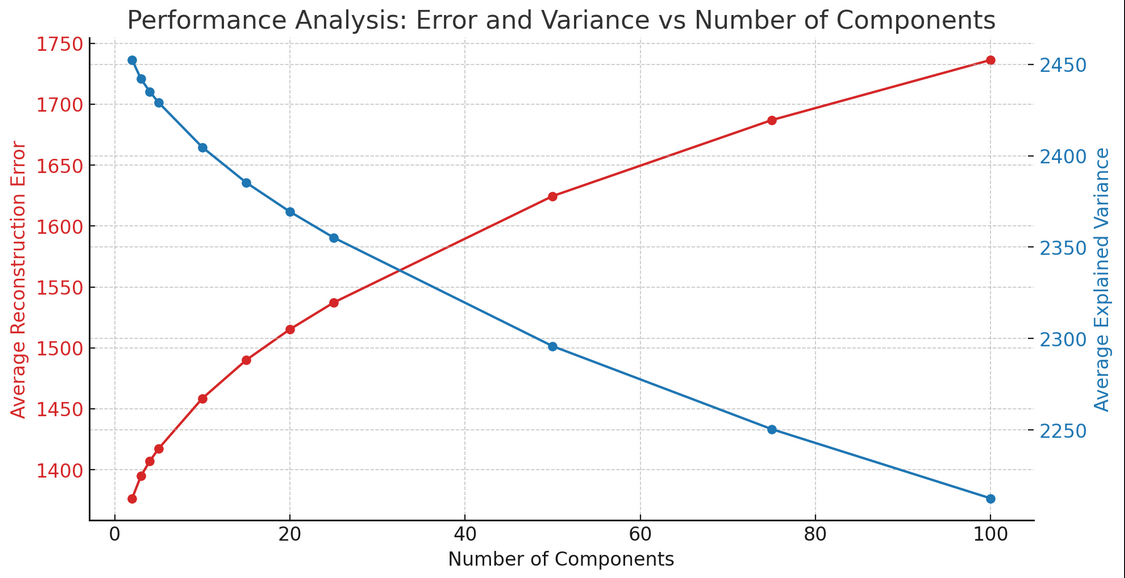 Performance Analysis: Error and Variance vs Number of Components
1750
1700
1650
1600
1550
1500
1450
1400
Average Reconstruction Error
2450
2400
2350
2300
2250
Average Explained Variance
0 20 40 60 80 100
Number of Components